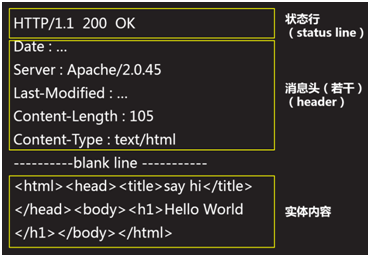 HTTP/1.1 200 OK
状态行
（status line）
Date : ...
Server : Apache/2.0.45
Last-Modified : ...
Content-Length : 105
Content-Type : text/html
消息头（若干）
（header）
----------blank line -----------
<html><head><title>say hi</title>
</head><body><h1>Hello World
</h1></body></html>
实体内容